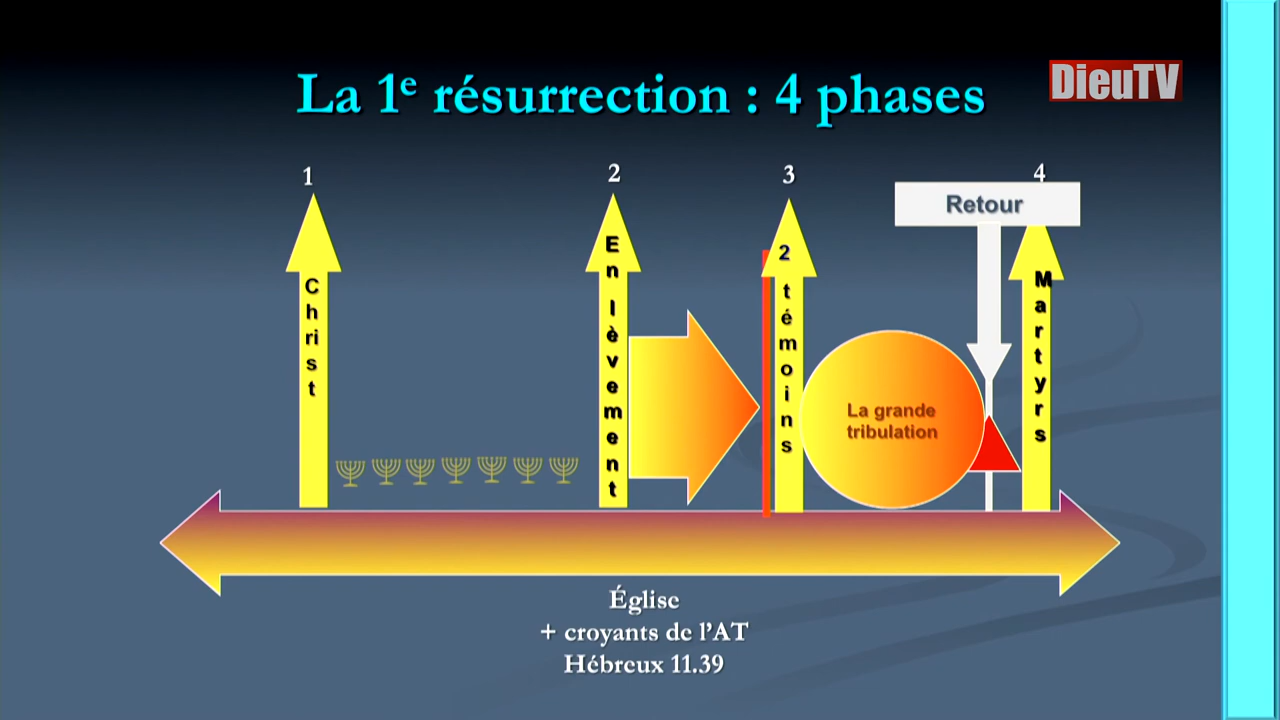 La 1e résurrection : 4 phases
DieuTV
1
2
3
4
Retour
Christ
Enlèvement
2 témoins
Martyrs
La grande
tribulation
Église
+ croyants de l’AT
Hébreux 11.39